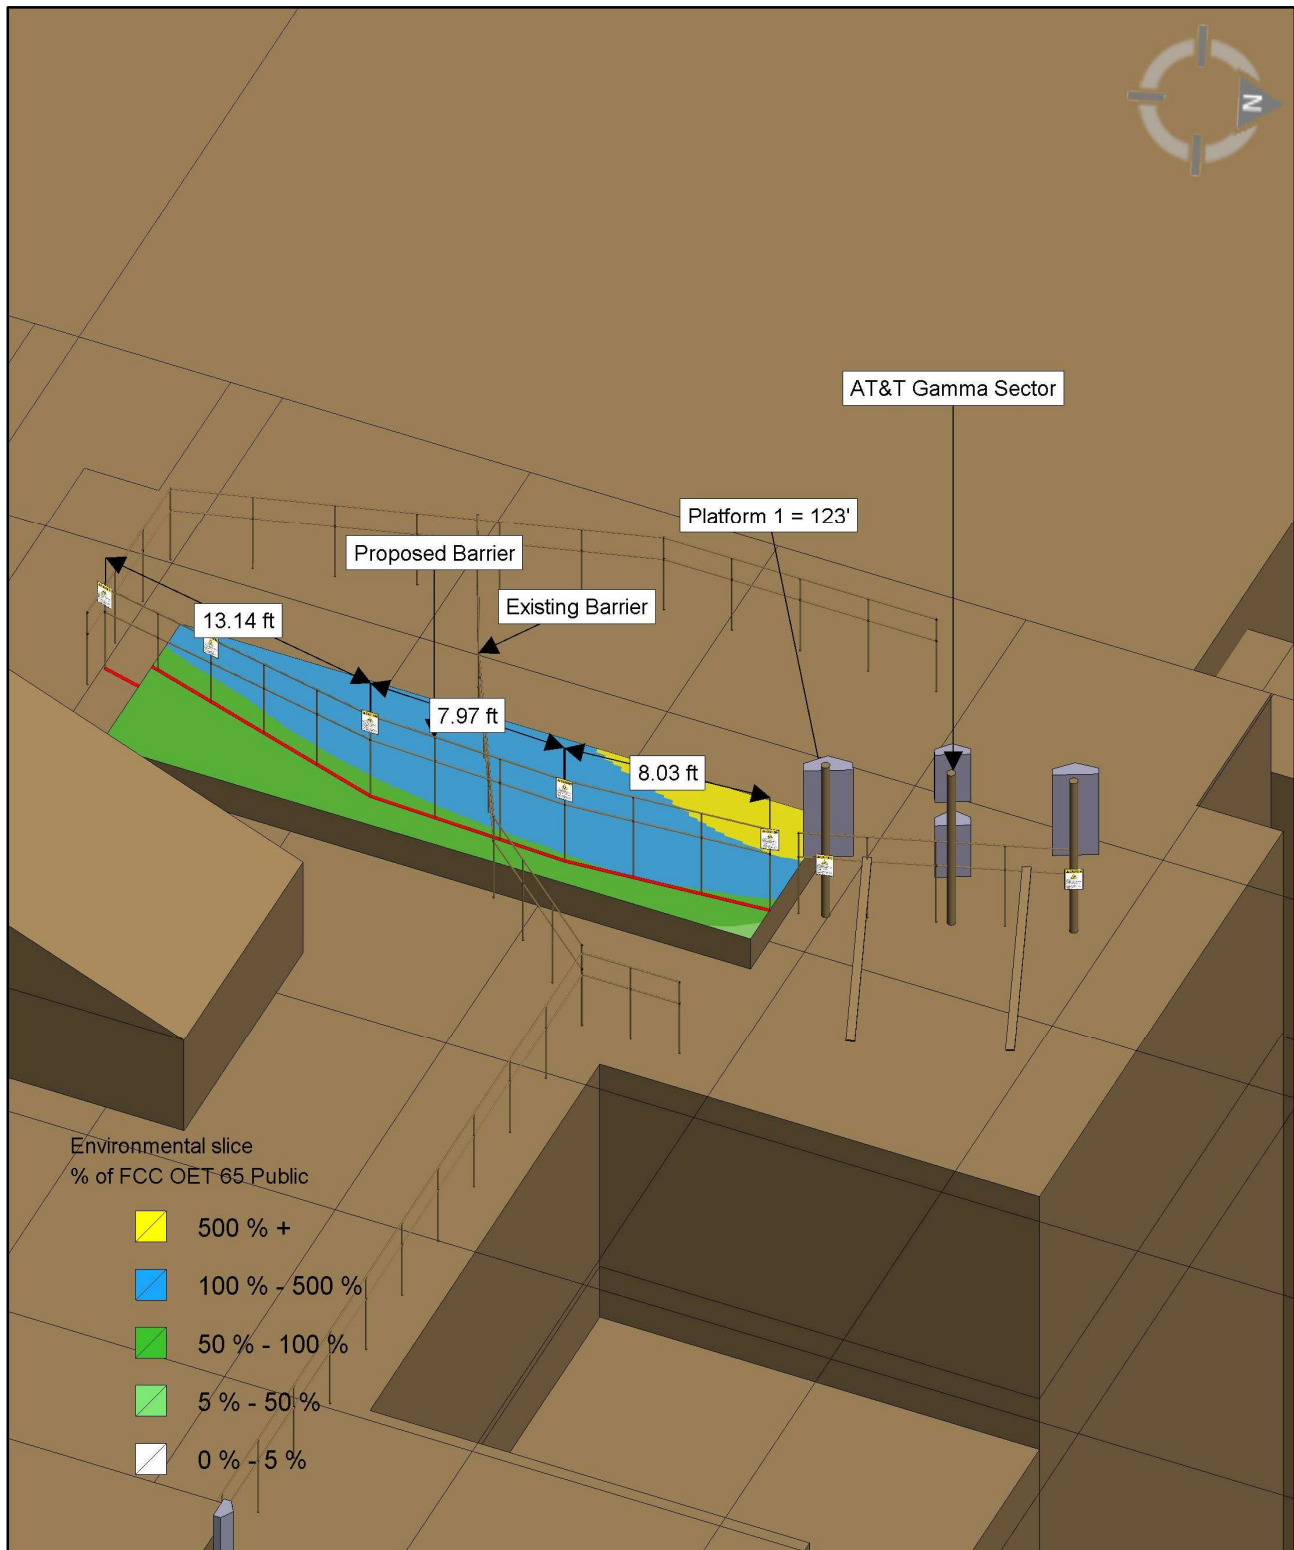 N
AT&T Gamma Sector
Platform 1 = 123'
Proposed Barrier
Existing Barrier
13.14 ft
7.97 ft
8.03 ft
Environmental slice
% of FCC OET 65 Public
500 % +
100 % - 500 %
50 % - 100 %
5 % - 50 %
0 % - 5 %